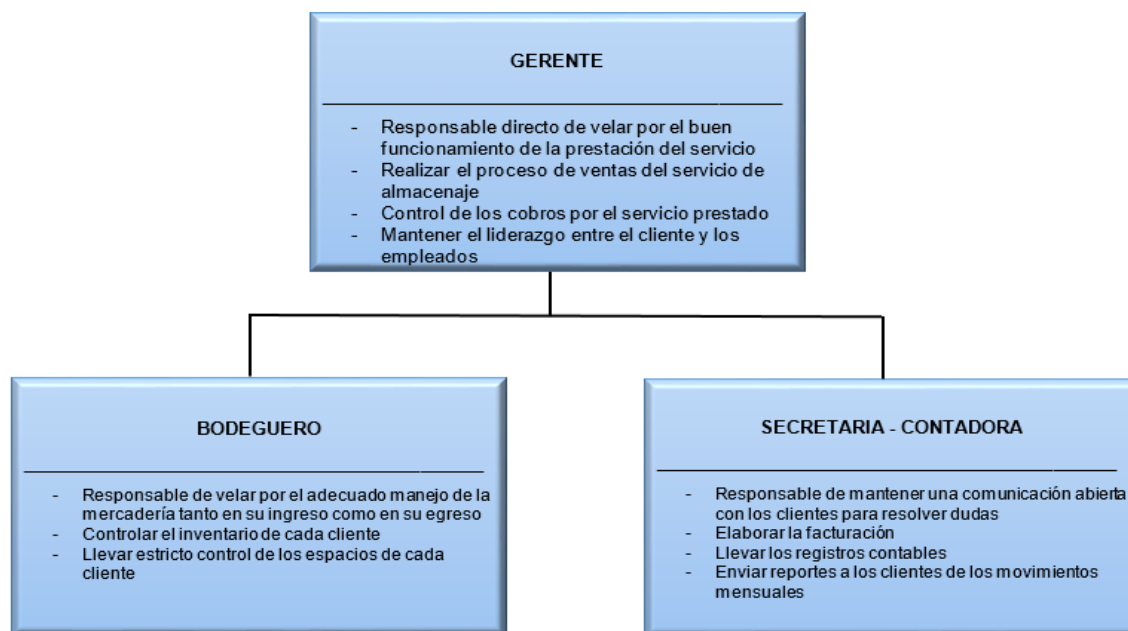 GERENTE
- Responsable directo de velar por el buen
funcionamiento de la prestación del servicio
- Realizar el proceso de ventas del servicio de
almacenaje
- Control de los cobros por el servicio prestado
- Mantener el liderazgo entre el cliente y los
empleados
BODEGUERO
- Responsable de velar por el adecuado manejo de la
mercadería tanto en su ingreso como en su egreso
- Controlar el inventario de cada cliente
- Llevar estricto control de los espacios de cada
cliente
SECRETARIA - CONTADORA
- Responsable de mantener una comunicación abierta
con los clientes para resolver dudas
- Elaborar la facturación
- Llevar los registros contables
- Enviar reportes a los clientes de los movimientos
mensuales